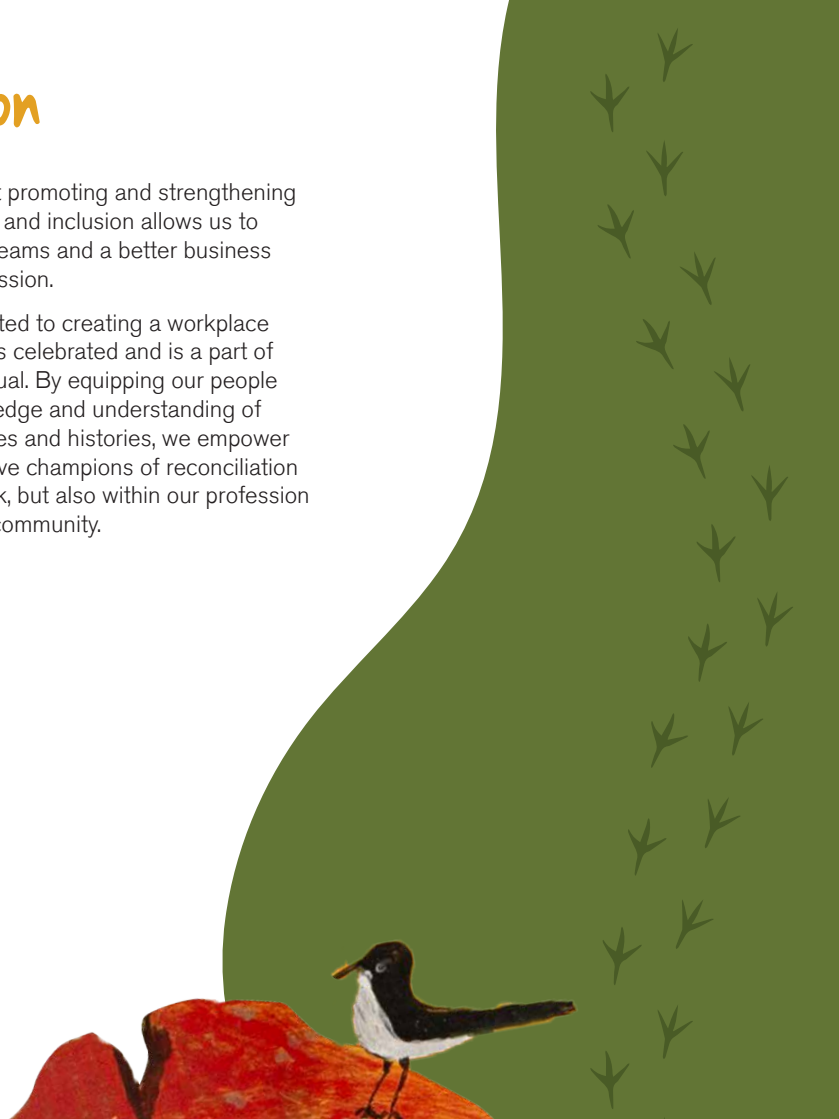 on
promoting and strengthening
and inclusion allows us to
eams and a better business
ssion.
ted to creating a workplace
s celebrated and is a part of
ual. By equipping our people
edge and understanding of
es and histories, we empower
ve champions of reconciliation
k, but also within our profession
community.